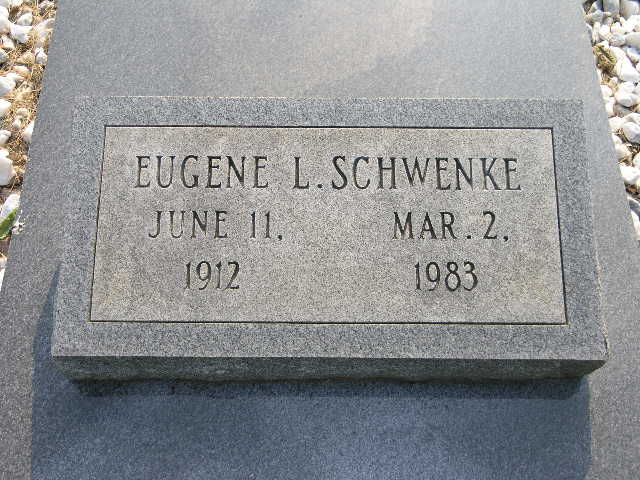 EUGENE L. SCHWENKE
JUNE 11, MAR. 2,
1912 1983